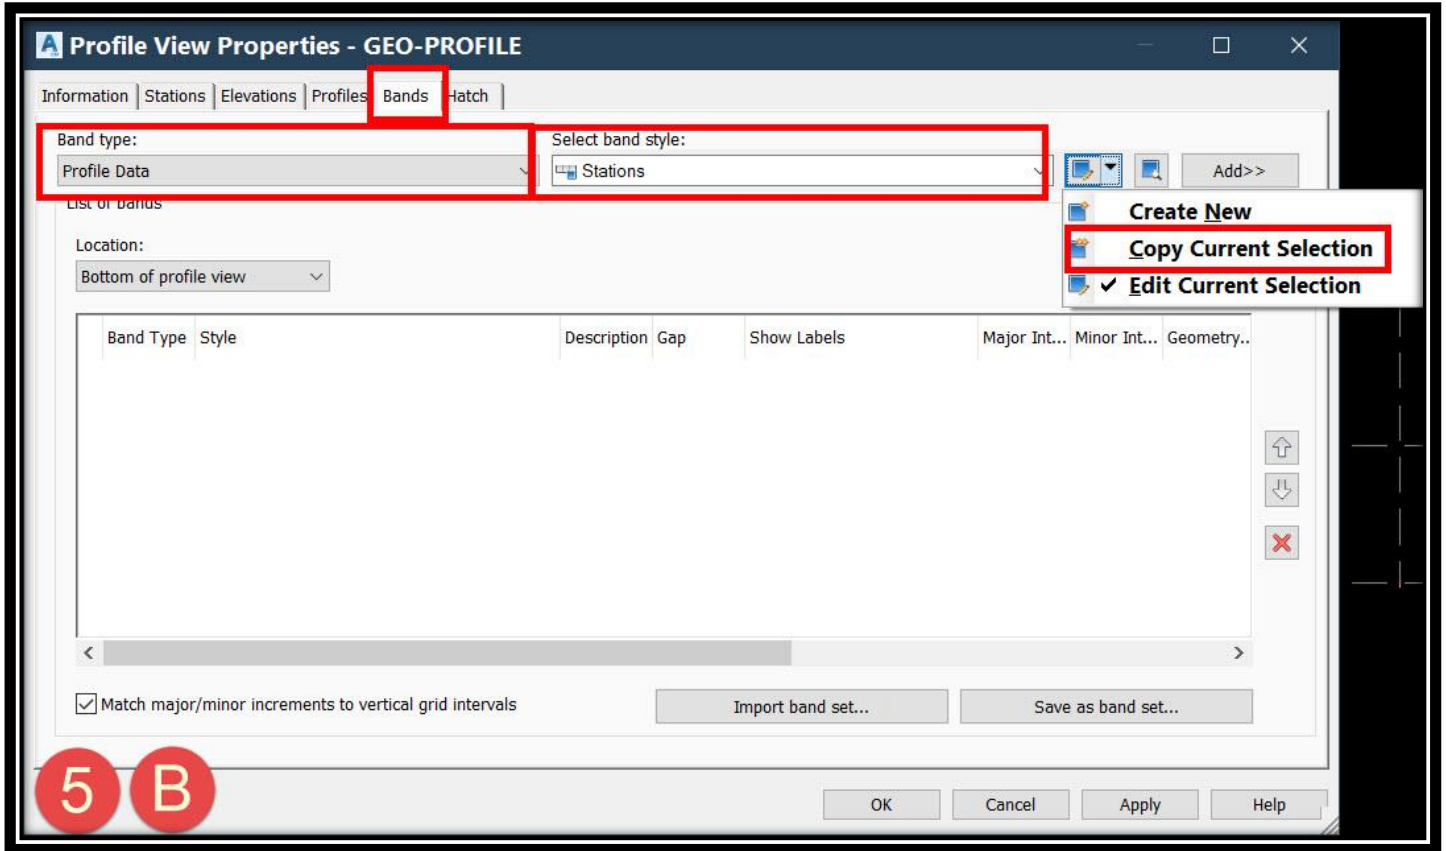 Profile View Properties - GEO-PROFILE
Information Stations Elevations Profiles Bands Hatch
Band type: Select band style:
Profile Data Stations Add>>
List of bands
Create New
Location:
Copy Current Selection
Bottom of profile view
Edit Current Selection
Band Type Style Description Gap Show Labels Major Int... Minor Int... Geometry..
Match major/minor increments to vertical grid intervals Import band set... Save as band set...
5 B
OK Cancel Apply Help